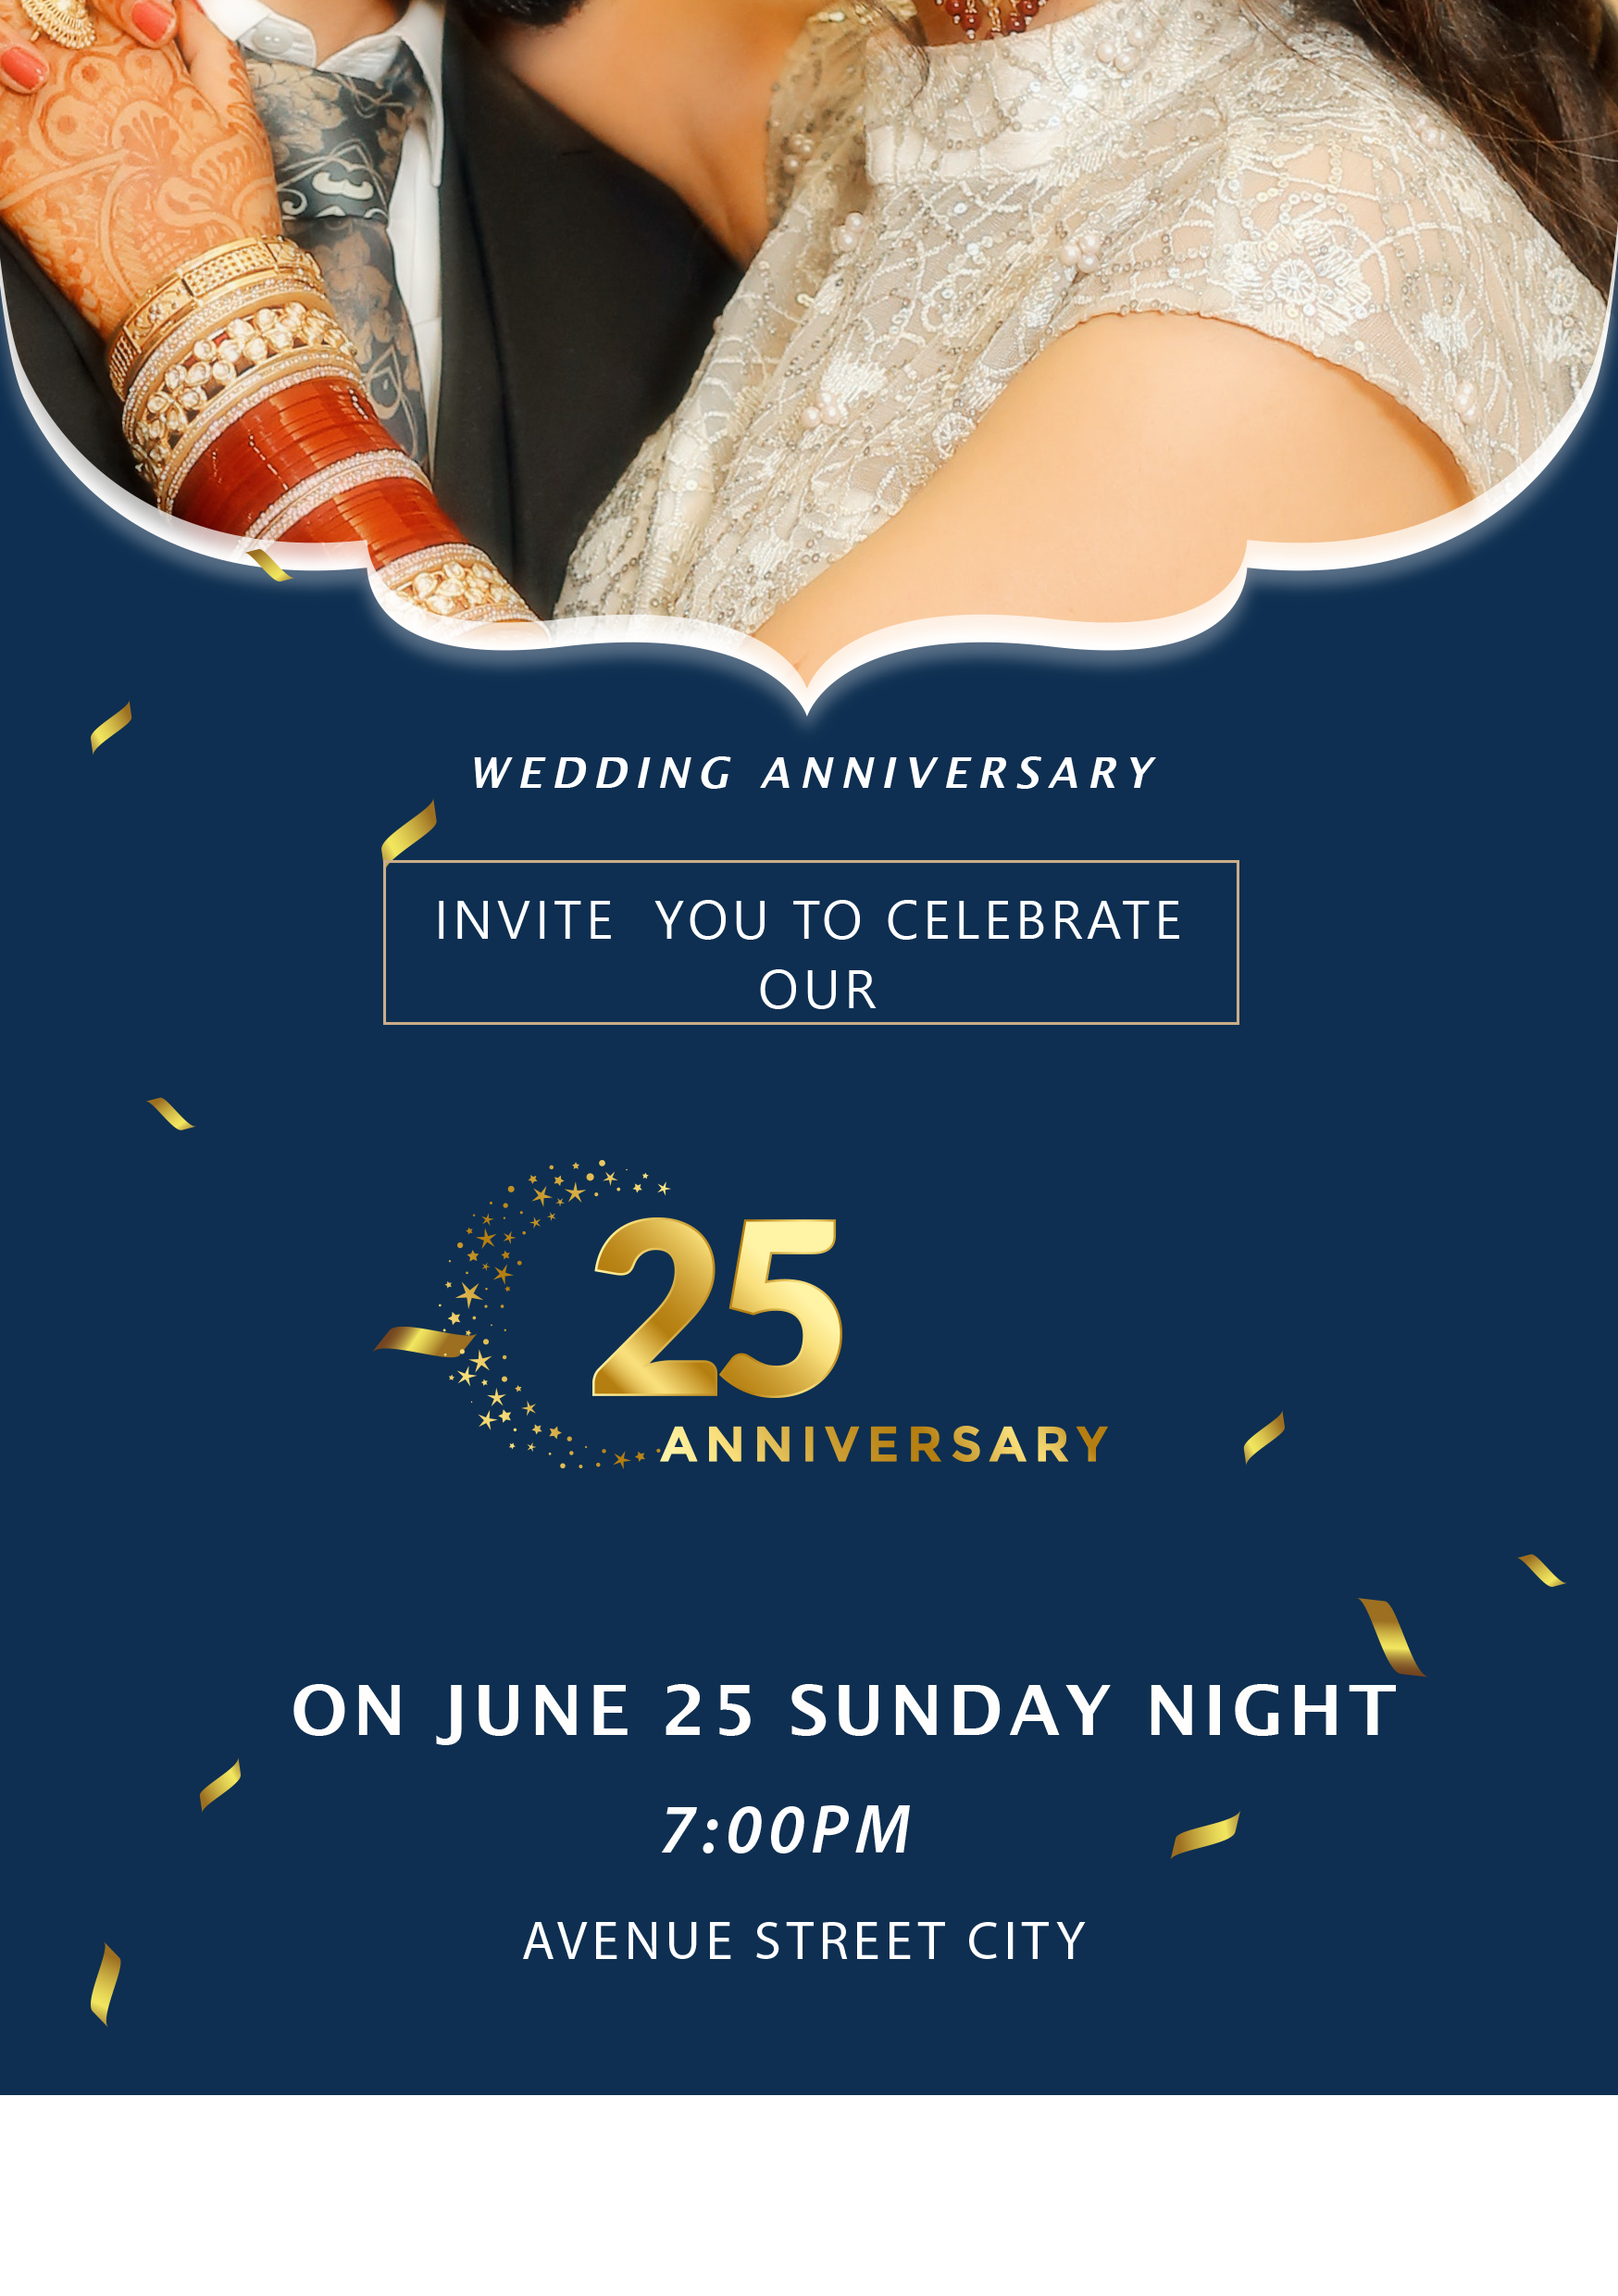 WEDDING ANNIVERSARY
INVITE  YOU TO CELEBRATE
OUR
25
ANNIVERSARY
ON JUNE 25 SUNDAY NIGHT
7:00PM
AVENUE STREET CITY